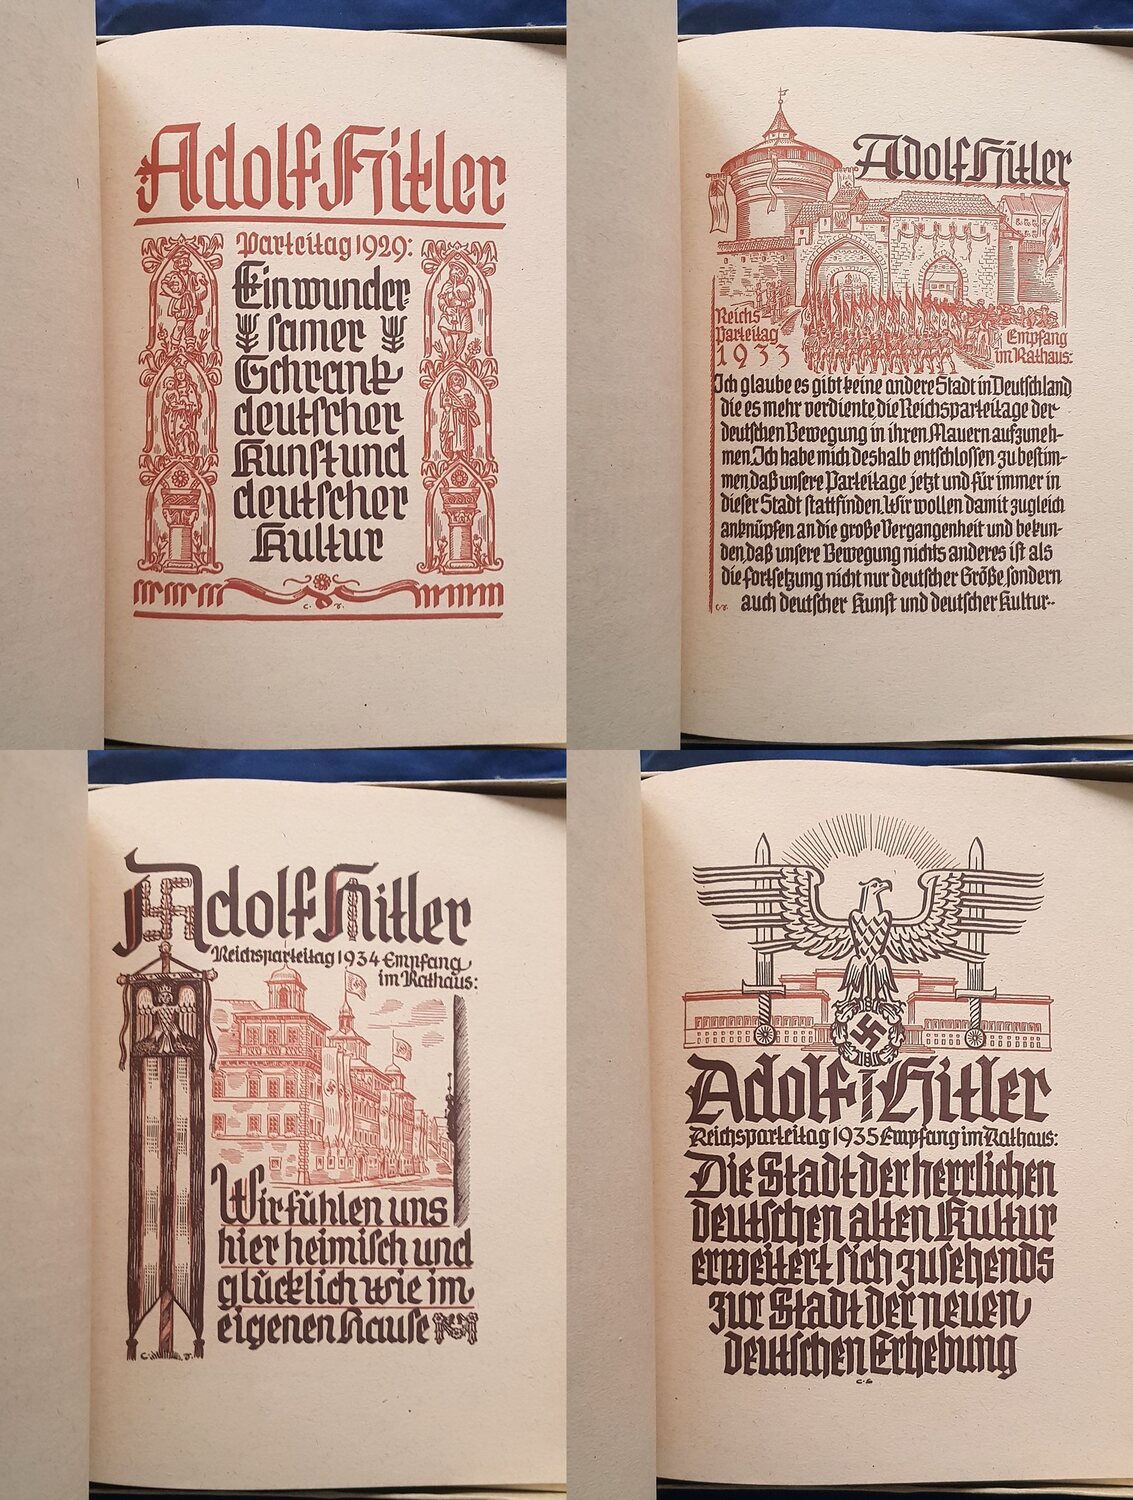 Adolf Hitler
Parteitag 1929:
Ein wunder
samer
Schrank
deutscher
Kunst und
deutscher
Kultur
Adolf Hitler
Reichs
Parteitag
1933
Empfang
im Rathaus:
Ich glaube es gibt keine andere Stadt in Deutschland
die es mehr verdiente die Reichsparteitage der
deutschen Bewegung in ihren Mauern aufzuneh-
men. Ich habe mich deshalb entschlossen zu bestim-
men, daß unsere Parteitage jetzt und für immer in
dieser Stadt stattfinden. Wir wollen damit zugleich
anknüpfen an die große Vergangenheit und bekun-
den, daß unsere Bewegung nichts anderes ist als
die Fortsetzung nicht nur deutscher Größe, sondern
auch deutscher Kunst und deutscher Kultur..
Adolf Hitler
Reichsparteitag 1934 Empfang
im Rathaus:
Wir fühlen uns
hier heimisch und
glücklich wie im
eigenen Hause
Adolf Hitler
Reichsparteitag 1935 Empfang im Rathaus:
Die Stadt der herrlichen
deutschen alten Kultur
erweitert sich zusehends
zur Stadt der neuen
deutschen Erhebung